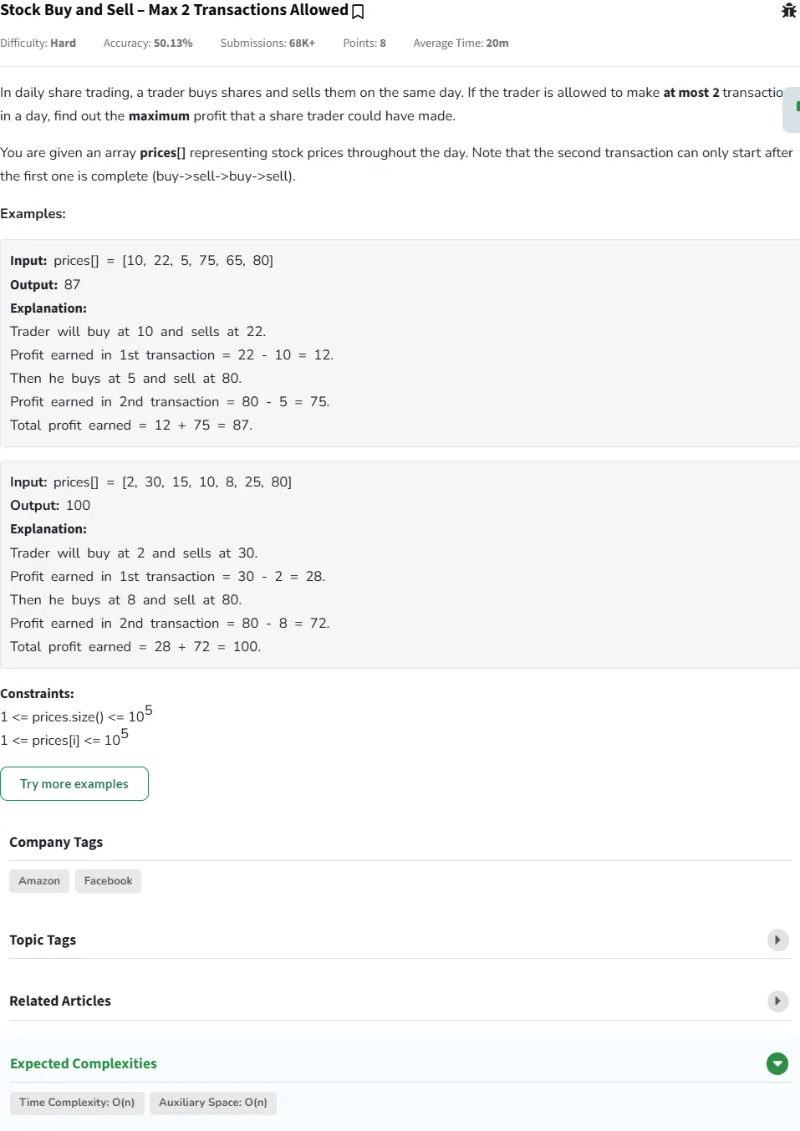 Stock Buy and Sell – Max 2 Transactions Allowed
Difficulty: Hard Accuracy: 50.13% Submissions: 68K+ Points: 8 Average Time: 20m
In daily share trading, a trader buys shares and sells them on the same day. If the trader is allowed to make at most 2 transactio
in a day, find out the maximum profit that a share trader could have made.
You are given an array prices[] representing stock prices throughout the day. Note that the second transaction can only start after
the first one is complete (buy->sell->buy->sell).
Examples:
Input: prices[] = [10, 22, 5, 75, 65, 80]
Output: 87
Explanation:
Trader will buy at 10 and sells at 22.
Profit earned in 1st transaction = 22 - 10 = 12.
Then he buys at 5 and sell at 80.
Profit earned in 2nd transaction = 80 - 5 = 75.
Total profit earned = 12 + 75 = 87.
Input: prices[] = [2, 30, 15, 10, 8, 25, 80]
Output: 100
Explanation:
Trader will buy at 2 and sells at 30.
Profit earned in 1st transaction = 30 - 2 = 28.
Then he buys at 8 and sell at 80.
Profit earned in 2nd transaction = 80 - 8 = 72.
Total profit earned = 28 + 72 = 100.
Constraints:
1 <= prices.size() <= 10^5
1 <= prices[i] <= 10^5
Try more examples
Company Tags
Amazon Facebook
Topic Tags
Related Articles
Expected Complexities
Time Complexity: O(n) Auxiliary Space: O(n)